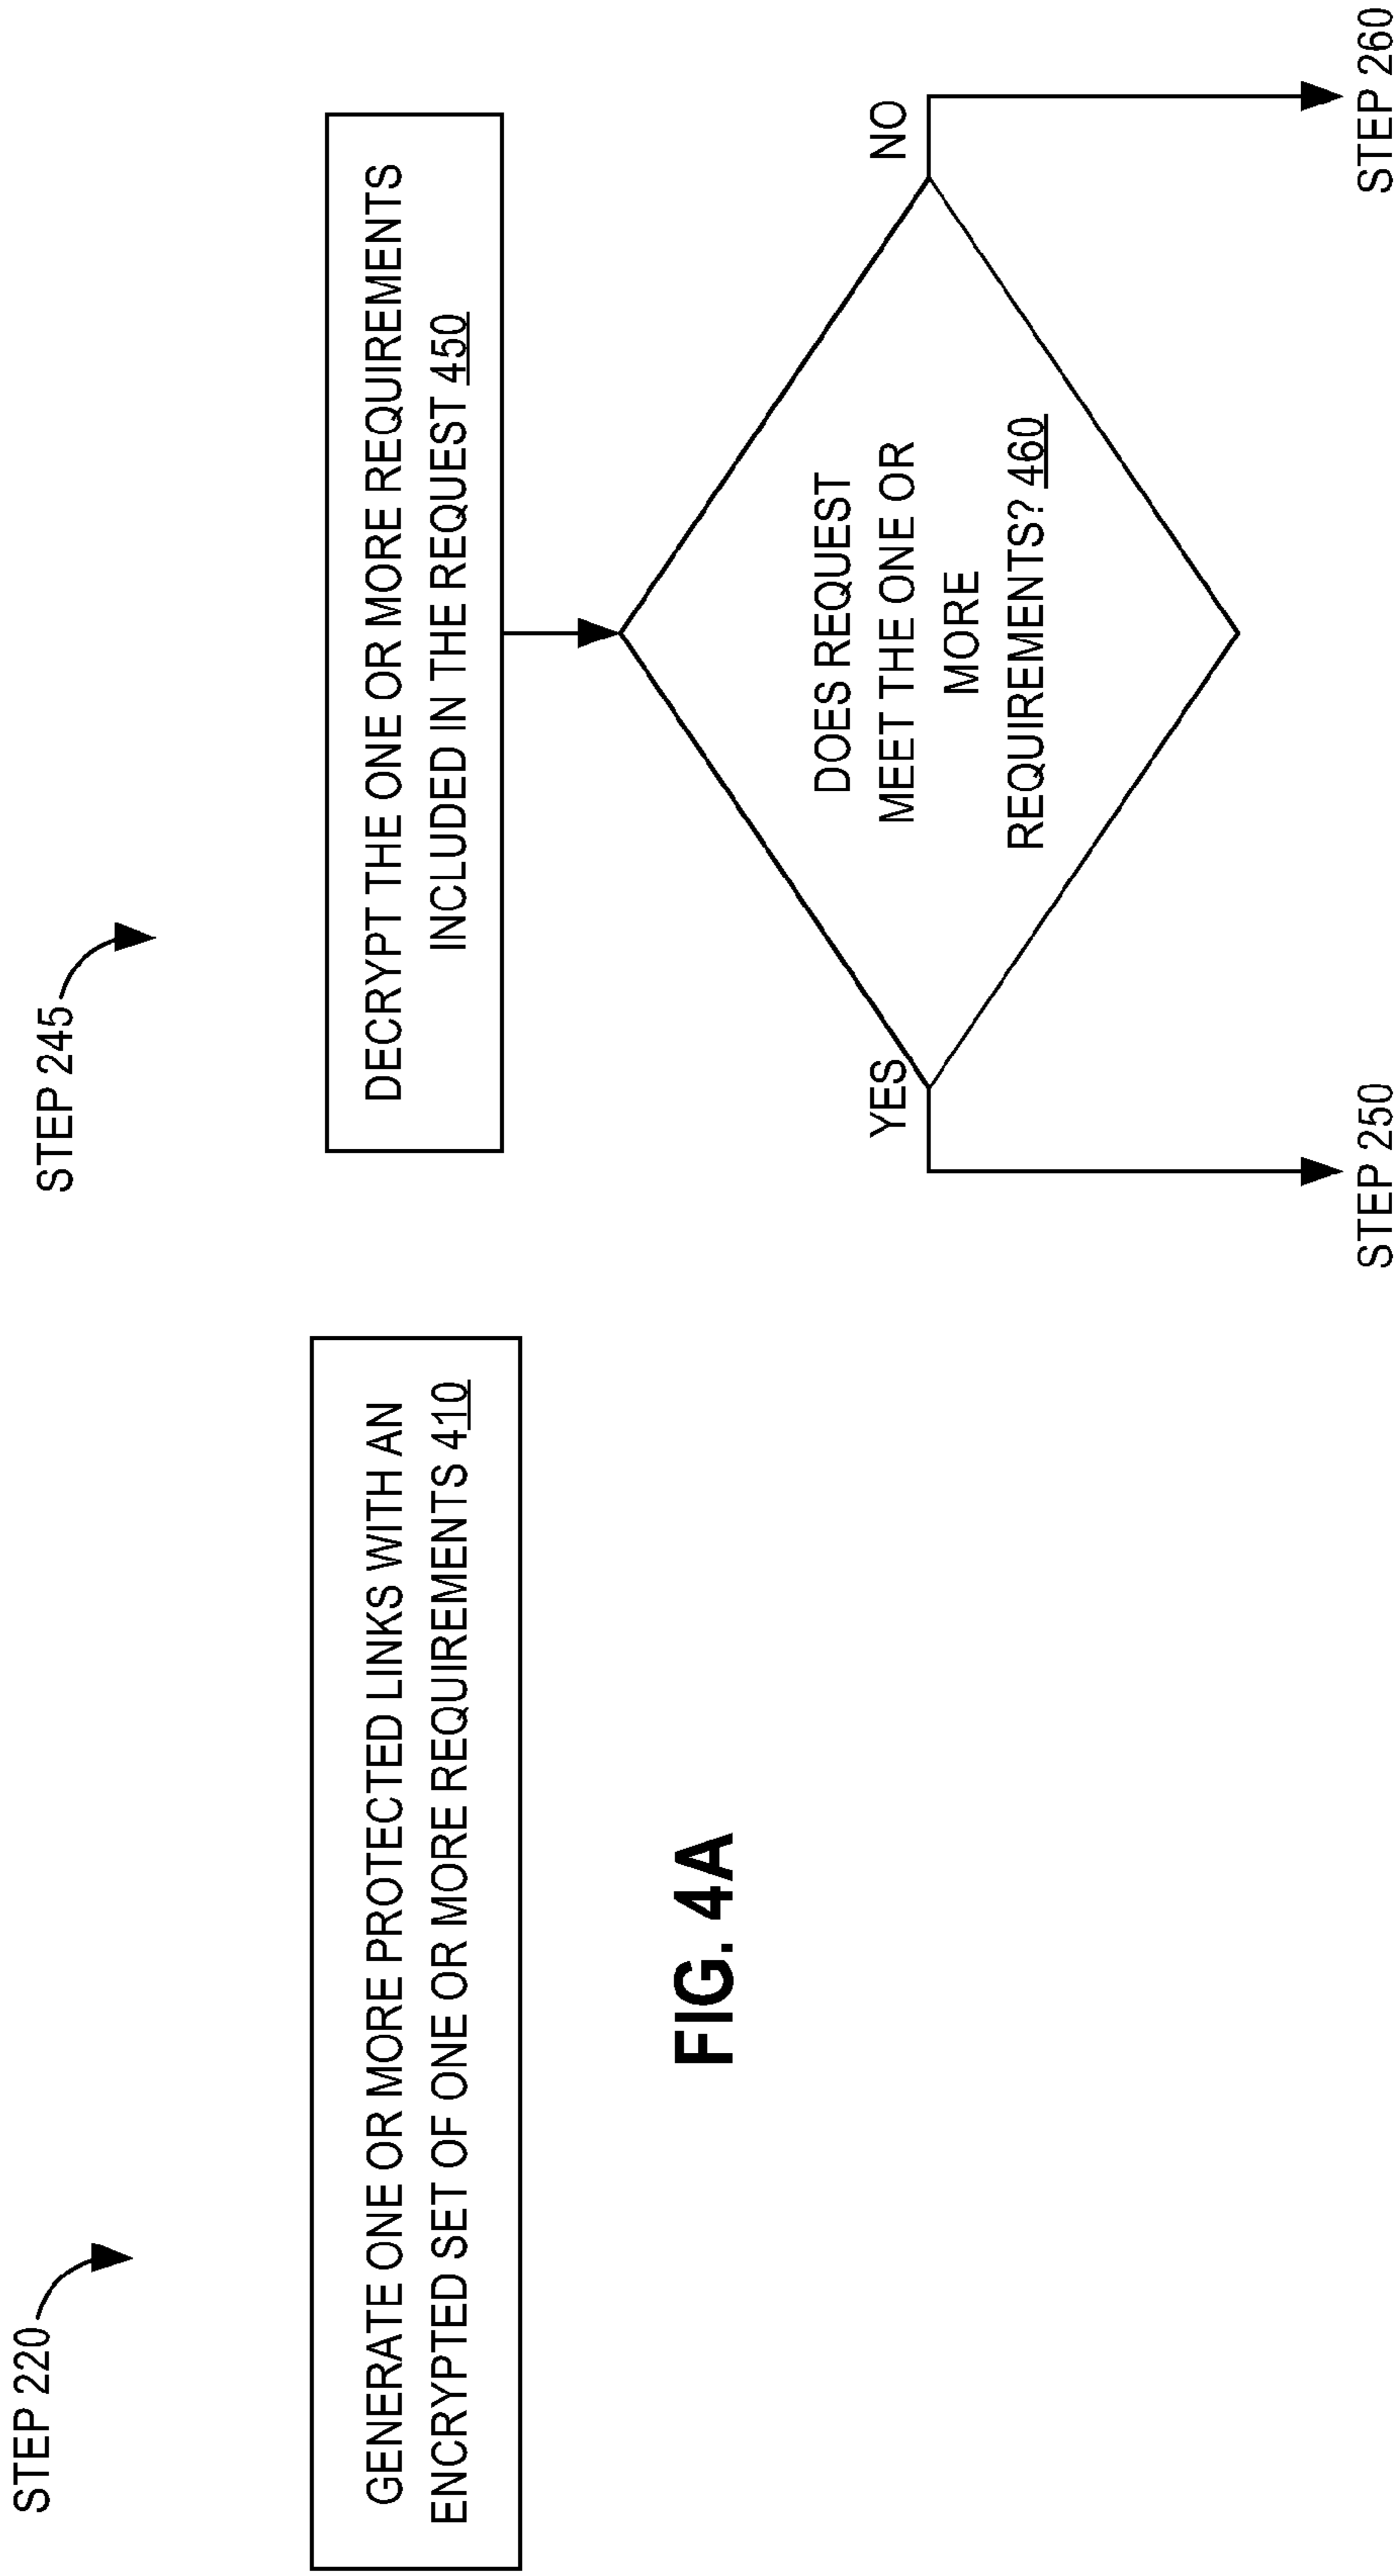 STEP 220
GENERATE ONE OR MORE PROTECTED LINKS WITH AN
ENCRYPTED SET OF ONE OR MORE REQUIREMENTS 410
FIG. 4A
STEP 245
DECRYPT THE ONE OR MORE REQUIREMENTS
INCLUDED IN THE REQUEST 450
DOES REQUEST
MEET THE ONE OR
MORE
REQUIREMENTS? 460
YES
NO
STEP 250
STEP 260